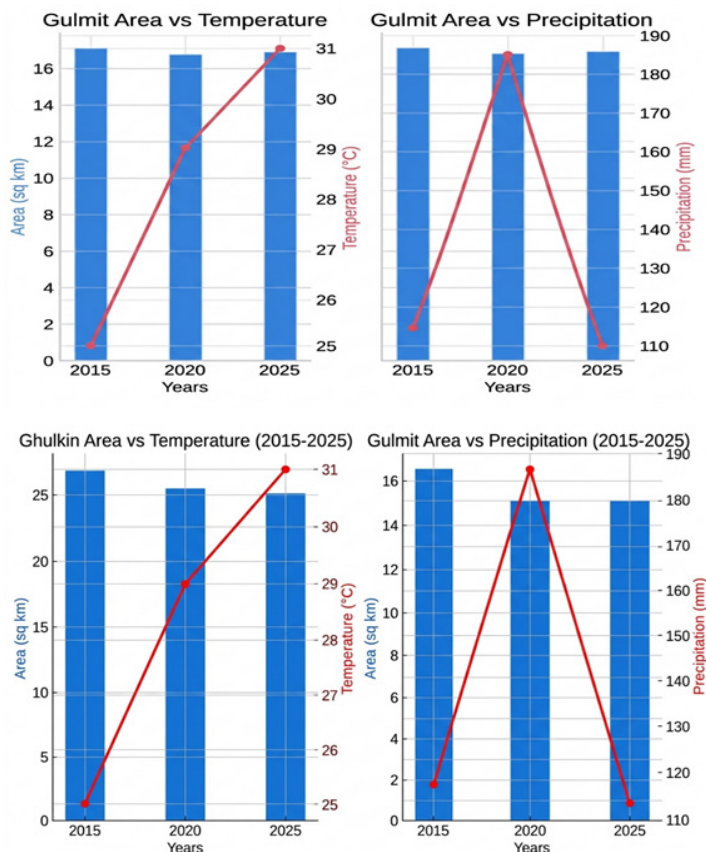 Gulmit Area vs Temperature
16
14
12
10
8
6
4
2
0
Area (sq km)
31
30
29
28
27
26
25
Temperature (°C)
2015 2020 2025
Years
Gulmit Area vs Precipitation
190
180
170
160
150
140
130
120
110
Precipitation (mm)
2015 2020 2025
Years
Ghulkin Area vs Temperature (2015-2025)
25
20
15
10
5
0
Area (sq km)
31
30
29
28
27
26
25
Temperature (°C)
2015 2020 2025
Years
Gulmit Area vs Precipitation (2015-2025)
16
14
12
10
8
6
4
2
0
Area (sq km)
190
180
170
160
150
140
130
120
110
Precipitation (mm)
2015 2020 2025
Years